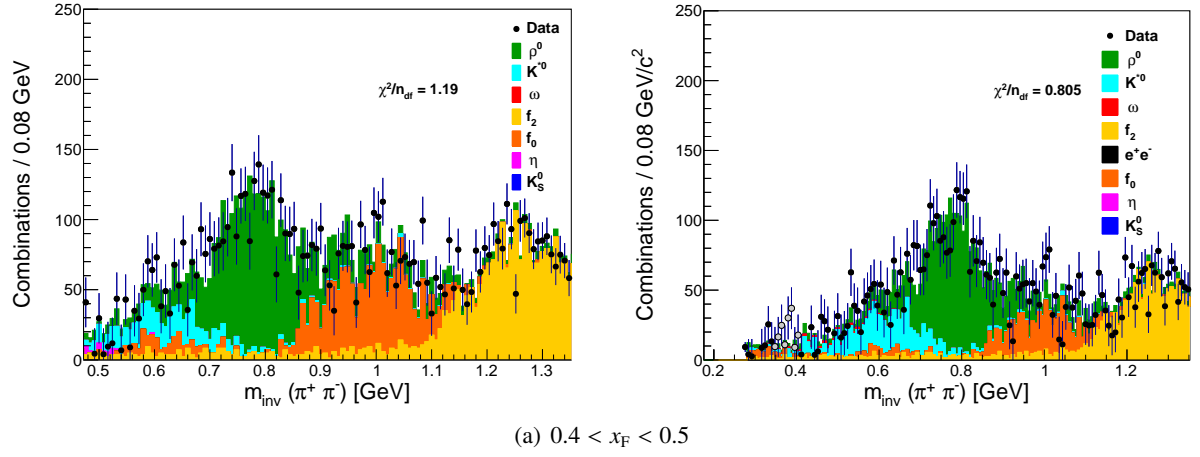 Combinations / 0.08 GeV
250
200
150
100
50
0
0.5 0.6 0.7 0.8 0.9 1 1.1 1.2 1.3
m_inv (π⁺ π⁻) [GeV]
χ²/n_df = 1.19
Data
ρ⁰
K*⁰
ω
f₂
f₀
η
K⁰_S
Combinations / 0.08 GeV/c²
250
200
150
100
50
0
0.2 0.4 0.6 0.8 1 1.2
m_inv (π⁺ π⁻) [GeV]
χ²/n_df = 0.805
Data
ρ⁰
K*⁰
ω
f₂
e⁺e⁻
f₀
η
K⁰_S
(a) 0.4 < x_F < 0.5